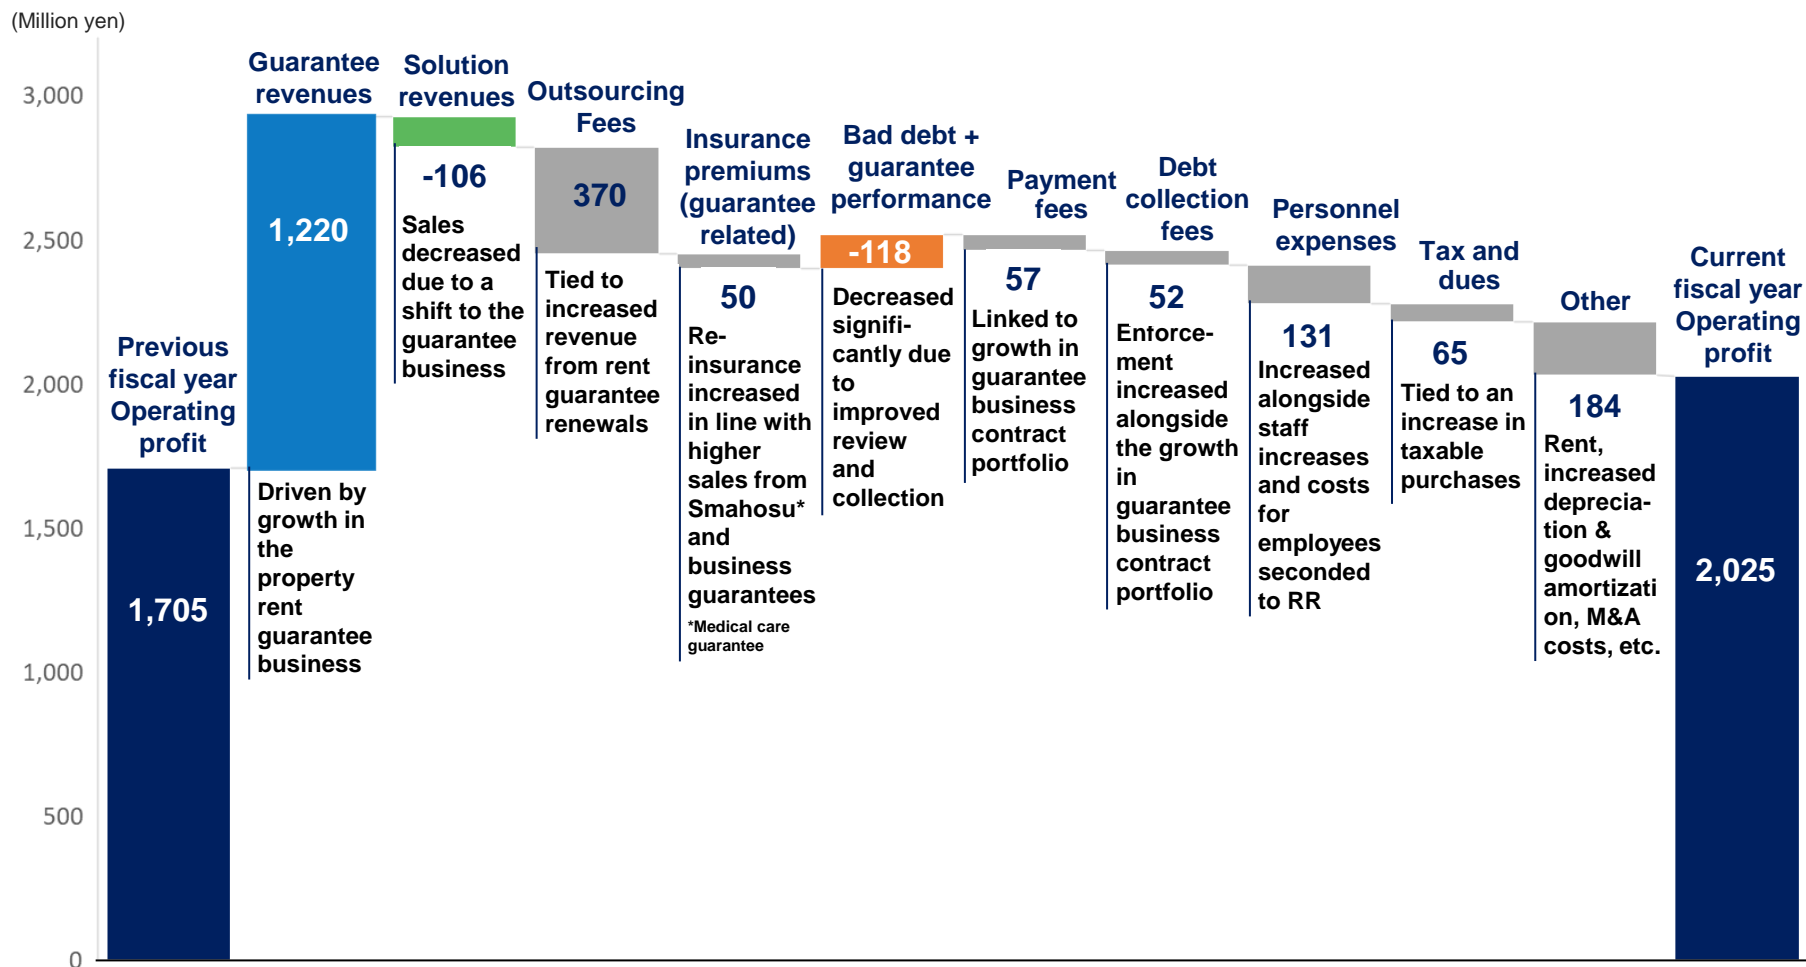 (Million yen)
3,000
2,500
2,000
1,500
1,000
500
0
Previous
fiscal year
Operating
profit
1,705
Guarantee
revenues
1,220
Driven by
growth in
the
property
rent
guarantee
business
Solution
revenues
-106
Sales
decreased
due to a
shift to the
guarantee
business
Outsourcing
Fees
370
Tied to
increased
revenue
from rent
guarantee
renewals
Insurance
premiums
(guarantee
related)
50
Re-
insurance
increased
in line with
higher
sales from
Smahosu*
and
business
guarantees
*Medical care
guarantee
Bad debt +
guarantee
performance
-118
Decreased
signifi-
cantly due
to
improved
review
and
collection
Payment
fees
57
Linked to
growth in
guarantee
business
contract
portfolio
Debt
collection
fees
52
Enforce-
ment
increased
alongside
the growth
in
guarantee
business
contract
portfolio
Personnel
expenses
131
Increased
alongside
staff
increases
and costs
for
employees
seconded
to RR
Tax and
dues
65
Tied to an
increase in
taxable
purchases
Other
184
Rent,
increased
deprecia-
tion &
goodwill
amortizati
on, M&A
costs, etc.
Current
fiscal year
Operating
profit
2,025